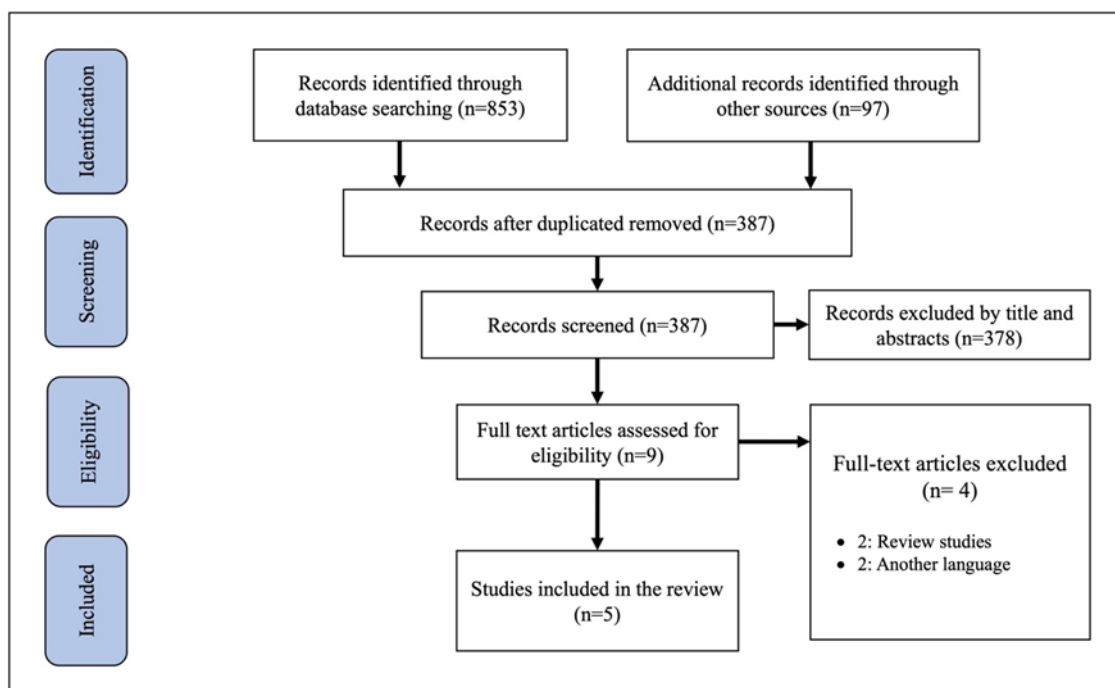 Identification
Records identified through
database searching (n=853)
Additional records identified through
other sources (n=97)
Records after duplicated removed (n=387)
Screening
Records screened (n=387)
Records excluded by title and
abstracts (n=378)
Eligibility
Full text articles assessed for
eligibility (n=9)
Full-text articles excluded
(n= 4)
• 2: Review studies
• 2: Another language
Included
Studies included in the review
(n=5)